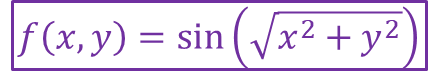 f(x, y) = sin(√(x² + y²))